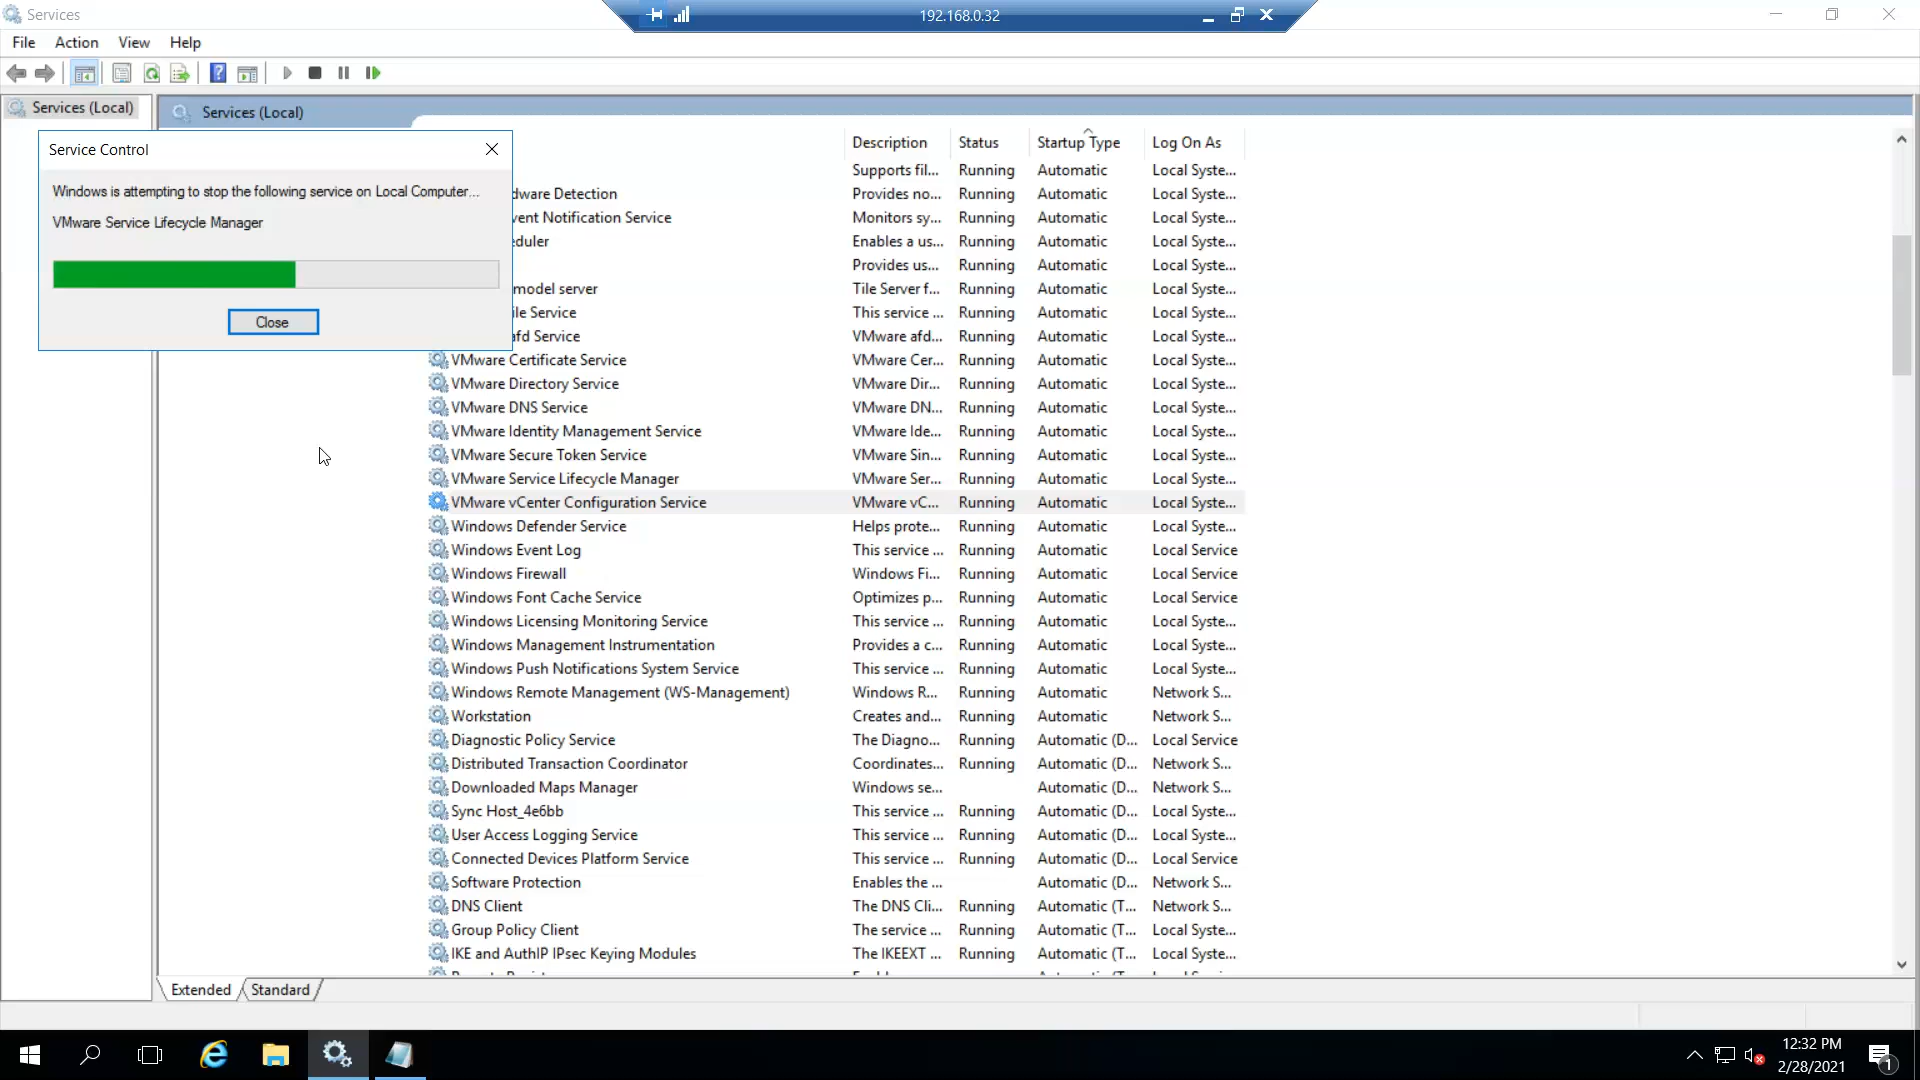 Services
192.168.0.32
File Action View Help
Services (Local)
Services (Local)
Service Control
Windows is attempting to stop the following service on Local Computer...
VMware Service Lifecycle Manager
Close
Description Status Startup Type Log On As
Supports fil... Running Automatic Local Syste...
dware Detection Provides no... Running Automatic Local Syste...
vent Notification Service Monitors sy... Running Automatic Local Syste...
eduler Enables a us... Running Automatic Local Syste...
Provides us... Running Automatic Local Syste...
model server Tile Server f... Running Automatic Local Syste...
ile Service This service ... Running Automatic Local Syste...
afd Service VMware afd... Running Automatic Local Syste...
VMware Certificate Service VMware Cer... Running Automatic Local Syste...
VMware Directory Service VMware Dir... Running Automatic Local Syste...
VMware DNS Service VMware DN... Running Automatic Local Syste...
VMware Identity Management Service VMware Ide... Running Automatic Local Syste...
VMware Secure Token Service VMware Sin... Running Automatic Local Syste...
VMware Service Lifecycle Manager VMware Ser... Running Automatic Local Syste...
VMware vCenter Configuration Service VMware vC... Running Automatic Local Syste...
Windows Defender Service Helps prote... Running Automatic Local Syste...
Windows Event Log This service ... Running Automatic Local Service
Windows Firewall Windows Fi... Running Automatic Local Service
Windows Font Cache Service Optimizes p... Running Automatic Local Service
Windows Licensing Monitoring Service This service ... Running Automatic Local Syste...
Windows Management Instrumentation Provides a c... Running Automatic Local Syste...
Windows Push Notifications System Service This service ... Running Automatic Local Syste...
Windows Remote Management (WS-Management) Windows R... Running Automatic Network S...
Workstation Creates and... Running Automatic Network S...
Diagnostic Policy Service The Diagno... Running Automatic (D... Local Service
Distributed Transaction Coordinator Coordinates... Running Automatic (D... Network S...
Downloaded Maps Manager Windows se... Automatic (D... Network S...
Sync Host_4e6bb This service ... Running Automatic (D... Local Syste...
User Access Logging Service This service ... Running Automatic (D... Local Syste...
Connected Devices Platform Service This service ... Running Automatic (D... Local Service
Software Protection Enables the ... Automatic (D... Network S...
DNS Client The DNS Cli... Running Automatic (T... Network S...
Group Policy Client The service ... Running Automatic (T... Local Syste...
IKE and AuthIP IPsec Keying Modules The IKEEXT ... Running Automatic (T... Local Syste...
Extended Standard
12:32 PM
2/28/2021
1